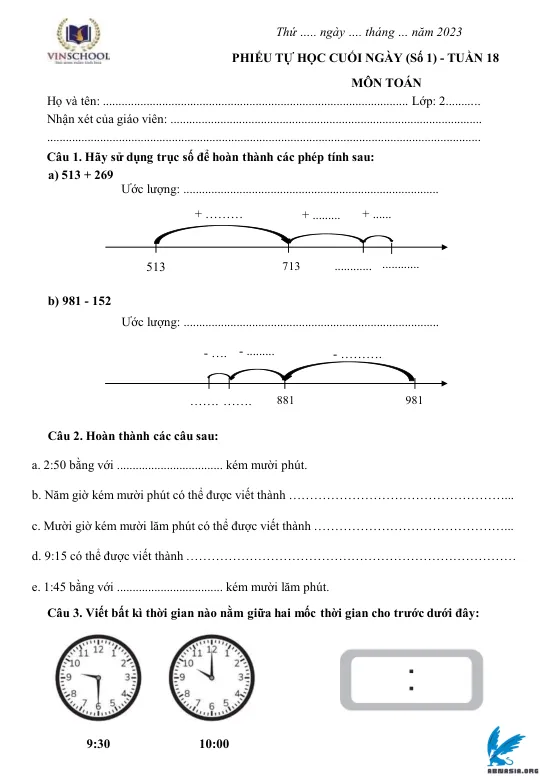 Thứ ..... ngày .... tháng ... năm 2023
VINSCHOOL
PHIẾU TỰ HỌC CUỐI NGÀY (Số 1) - TUẦN 18
MÔN TOÁN
Họ và tên: .................................................................................................. Lớp: 2...........
Nhận xét của giáo viên: ....................................................................................................
...........................................................................................................................................
Câu 1. Hãy sử dụng trục số để hoàn thành các phép tính sau:
a) 513 + 269
Ước lượng: ..................................................................................
+ ......... + ......... + ......
513 713 ............ ............
b) 981 - 152
Ước lượng: ..................................................................................
- .... - ......... - ..........
....... ....... 881 981
Câu 2. Hoàn thành các câu sau:
a. 2:50 bằng với .................................. kém mười phút.
b. Năm giờ kém mười phút có thể được viết thành ……………………………………………...
c. Mười giờ kém mười lăm phút có thể được viết thành ………………………………………...
d. 9:15 có thể được viết thành ……………………………………………………………………
e. 1:45 bằng với .................................. kém mười lăm phút.
Câu 3. Viết bất kì thời gian nào nằm giữa hai mốc thời gian cho trước dưới đây:
12 1 2 3 4 5 6 7 8 9 10 11
12 1 2 3 4 5 6 7 8 9 10 11
:
9:30 10:00
ANNASIA.ORG